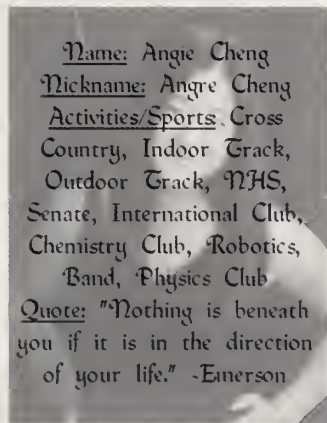 Name: Angie Cheng
Nickname: Angre Cheng
Activities/Sports: Cross
Country, Indoor Track,
Outdoor Track, NHS,
Senate, International Club,
Chemistry Club, Robotics,
Band, Physics Club
Quote: "Nothing is beneath
you if it is in the direction
of your life." -Emerson